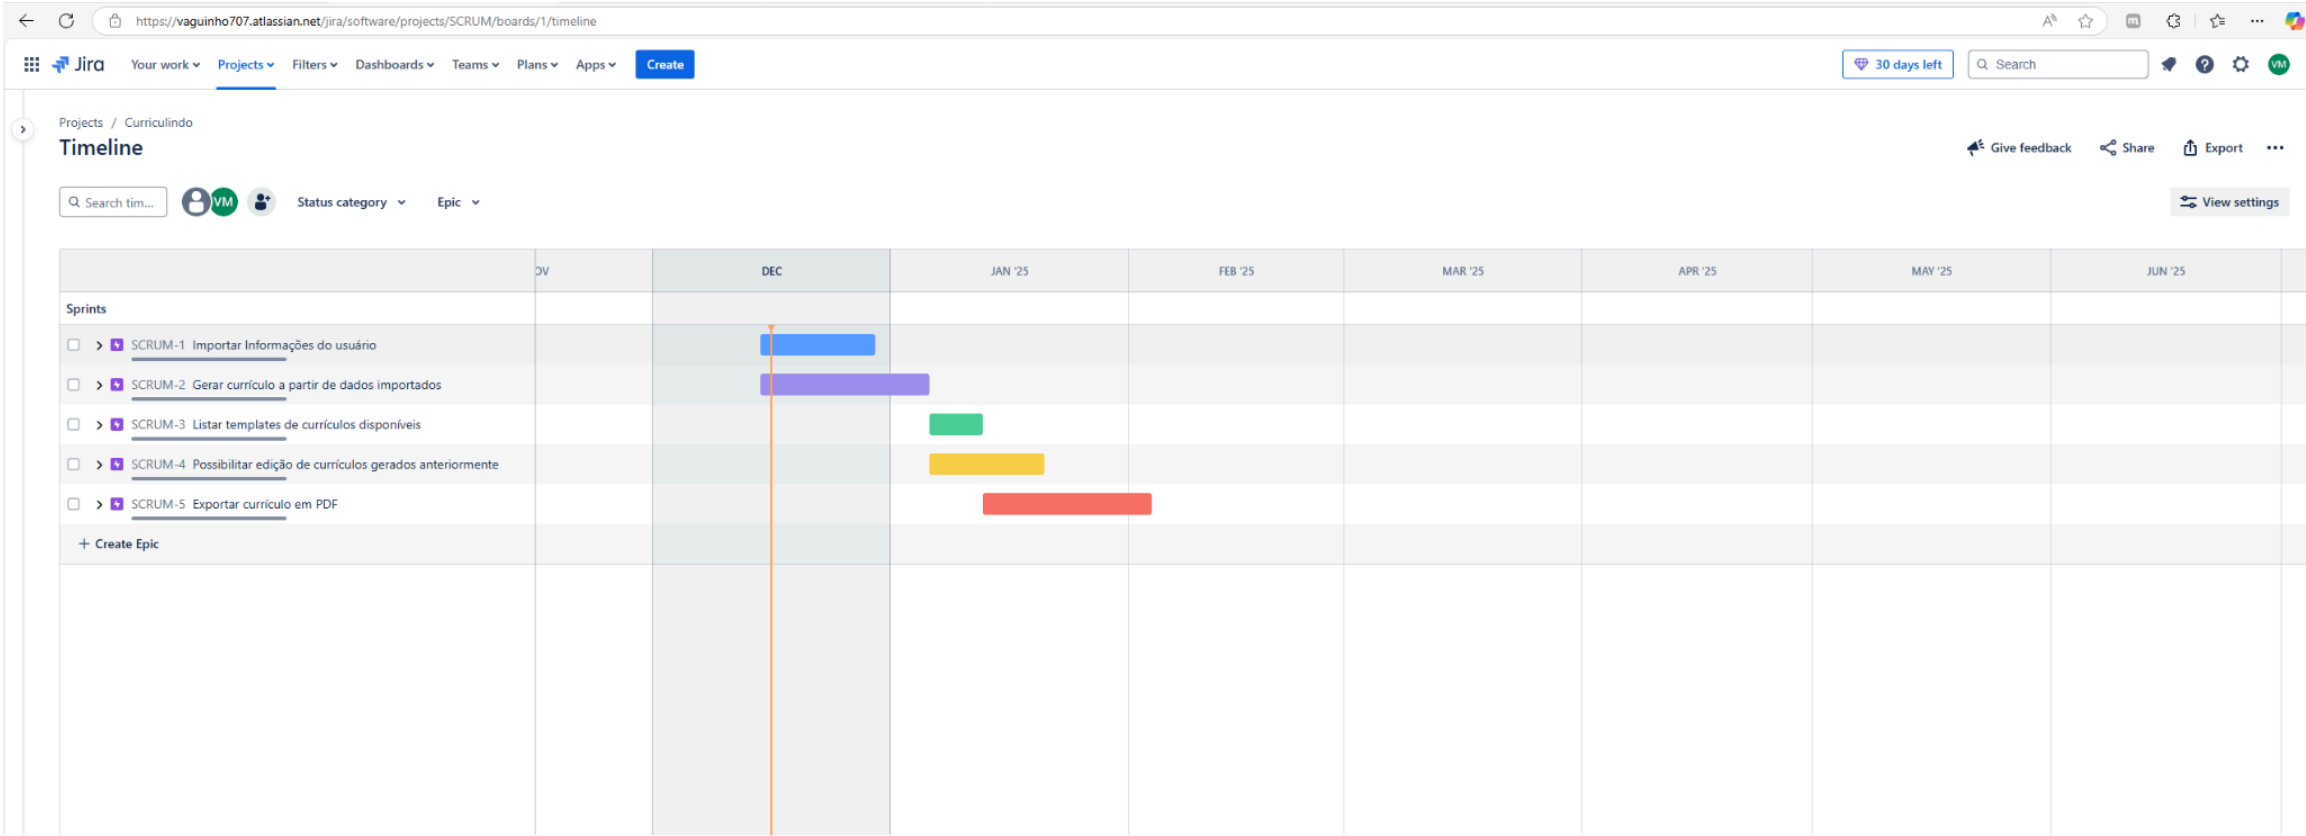 https://vaguinho707.atlassian.net/jira/software/projects/SCRUM/boards/1/timeline
Jira Your work Projects Filters Dashboards Teams Plans Apps Create 30 days left Search VM
Projects / Curriculindo
Timeline Give feedback Share Export
Search tim... VM Status category Epic View settings
OV DEC JAN '25 FEB '25 MAR '25 APR '25 MAY '25 JUN '25
Sprints
SCRUM-1 Importar Informações do usuário
SCRUM-2 Gerar currículo a partir de dados importados
SCRUM-3 Listar templates de currículos disponíveis
SCRUM-4 Possibilitar edição de currículos gerados anteriormente
SCRUM-5 Exportar currículo em PDF
+ Create Epic